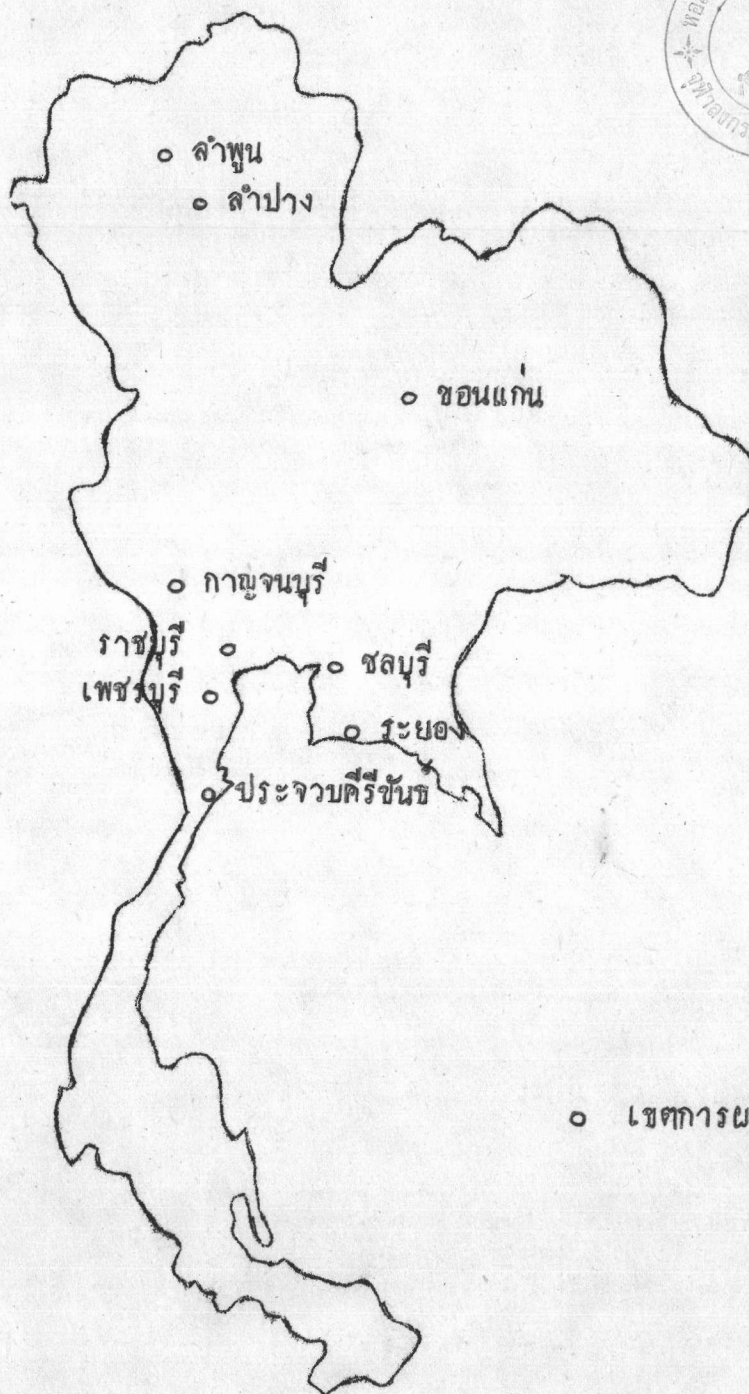 ลำพูน
ลำปาง
ขอนแก่น
กาญจนบุรี
ราชบุรี
ชลบุรี
เพชรบุรี
ระยอง
ประจวบคีรีขันธ์
เขตการผ